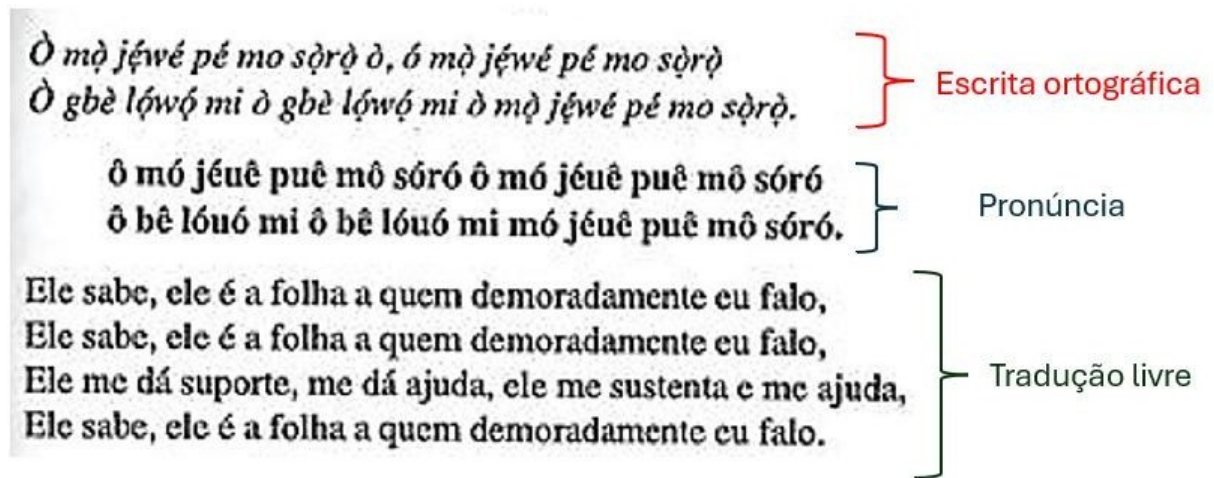 Ò mọ̀ jẹ́wé pé mo sọ̀rọ̀ ò, ó mọ̀ jẹ́wé pé mo sọ̀rọ̀
Ò gbè lọ́wọ́ mi ò gbè lọ́wọ́ mi ò mọ̀ jẹ́wé pé mo sọ̀rọ̀.
Escrita ortográfica
ô mó jéuê puê mô sóró ô mó jéuê puê mô sóró
ô bê lóuó mi ô bê lóuó mi mó jéuê puê mô sóró.
Pronúncia
Ele sabe, ele é a folha a quem demoradamente eu falo,
Ele sabe, ele é a folha a quem demoradamente eu falo,
Ele me dá suporte, me dá ajuda, ele me sustenta e me ajuda,
Ele sabe, ele é a folha a quem demoradamente eu falo.
Tradução livre